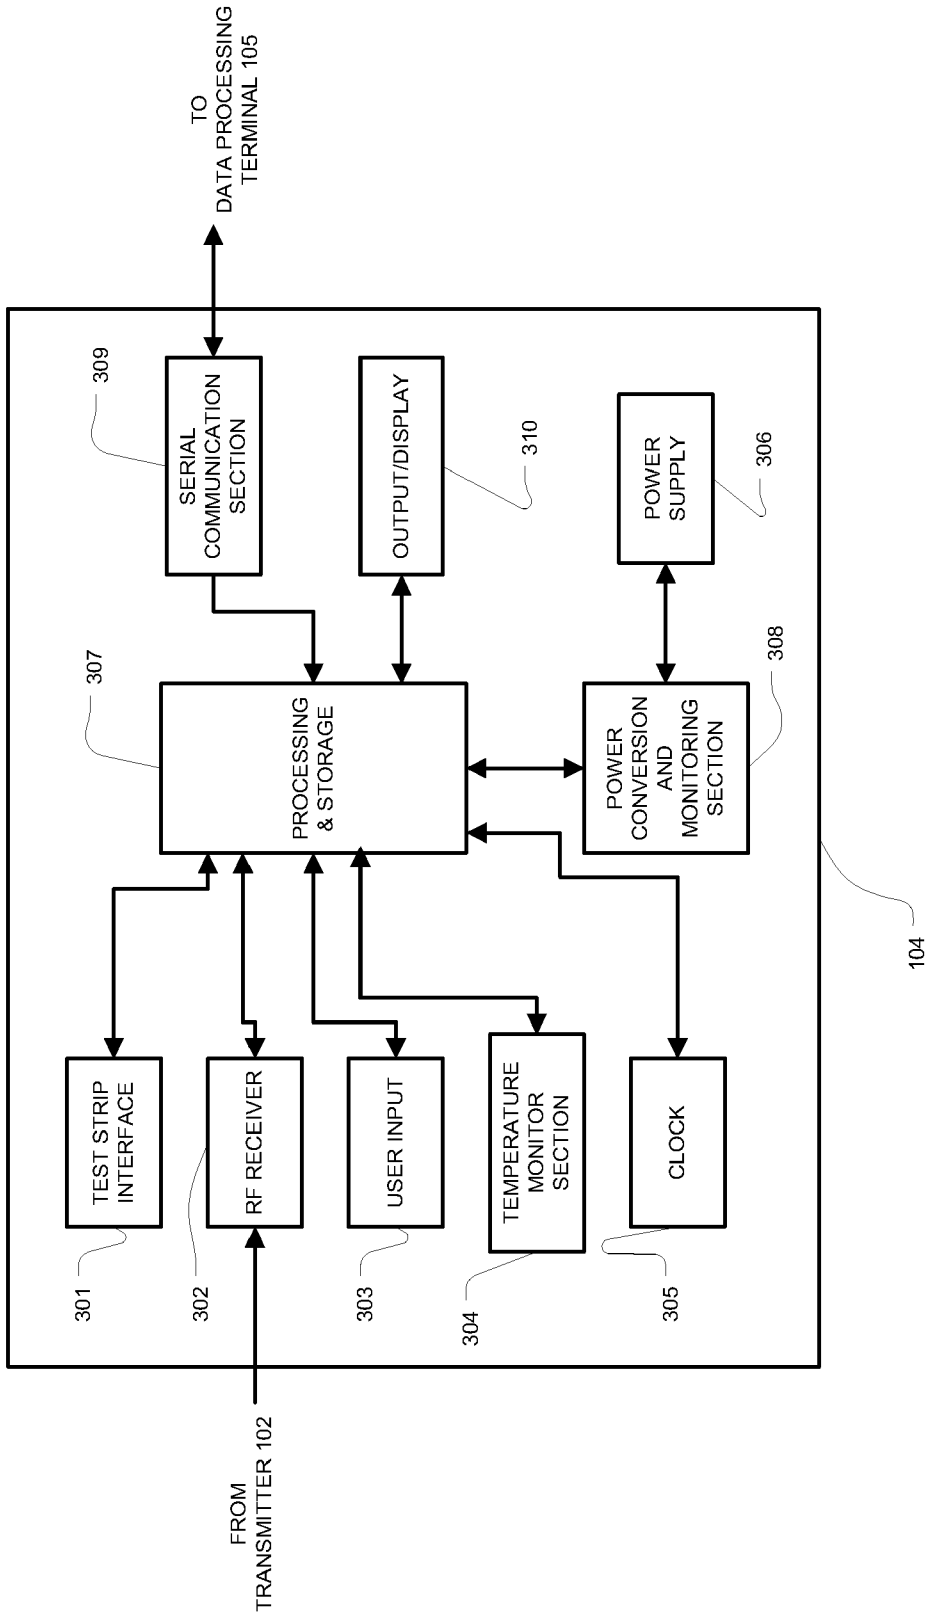 FROM
TRANSMITTER 102
301
TEST STRIP
INTERFACE
302
RF RECEIVER
303
USER INPUT
304
TEMPERATURE
MONITOR
SECTION
305
CLOCK
307
PROCESSING
& STORAGE
308
POWER
CONVERSION
AND
MONITORING
SECTION
309
SERIAL
COMMUNICATION
SECTION
OUTPUT/DISPLAY
310
POWER
SUPPLY
306
TO
DATA PROCESSING
TERMINAL 105
104